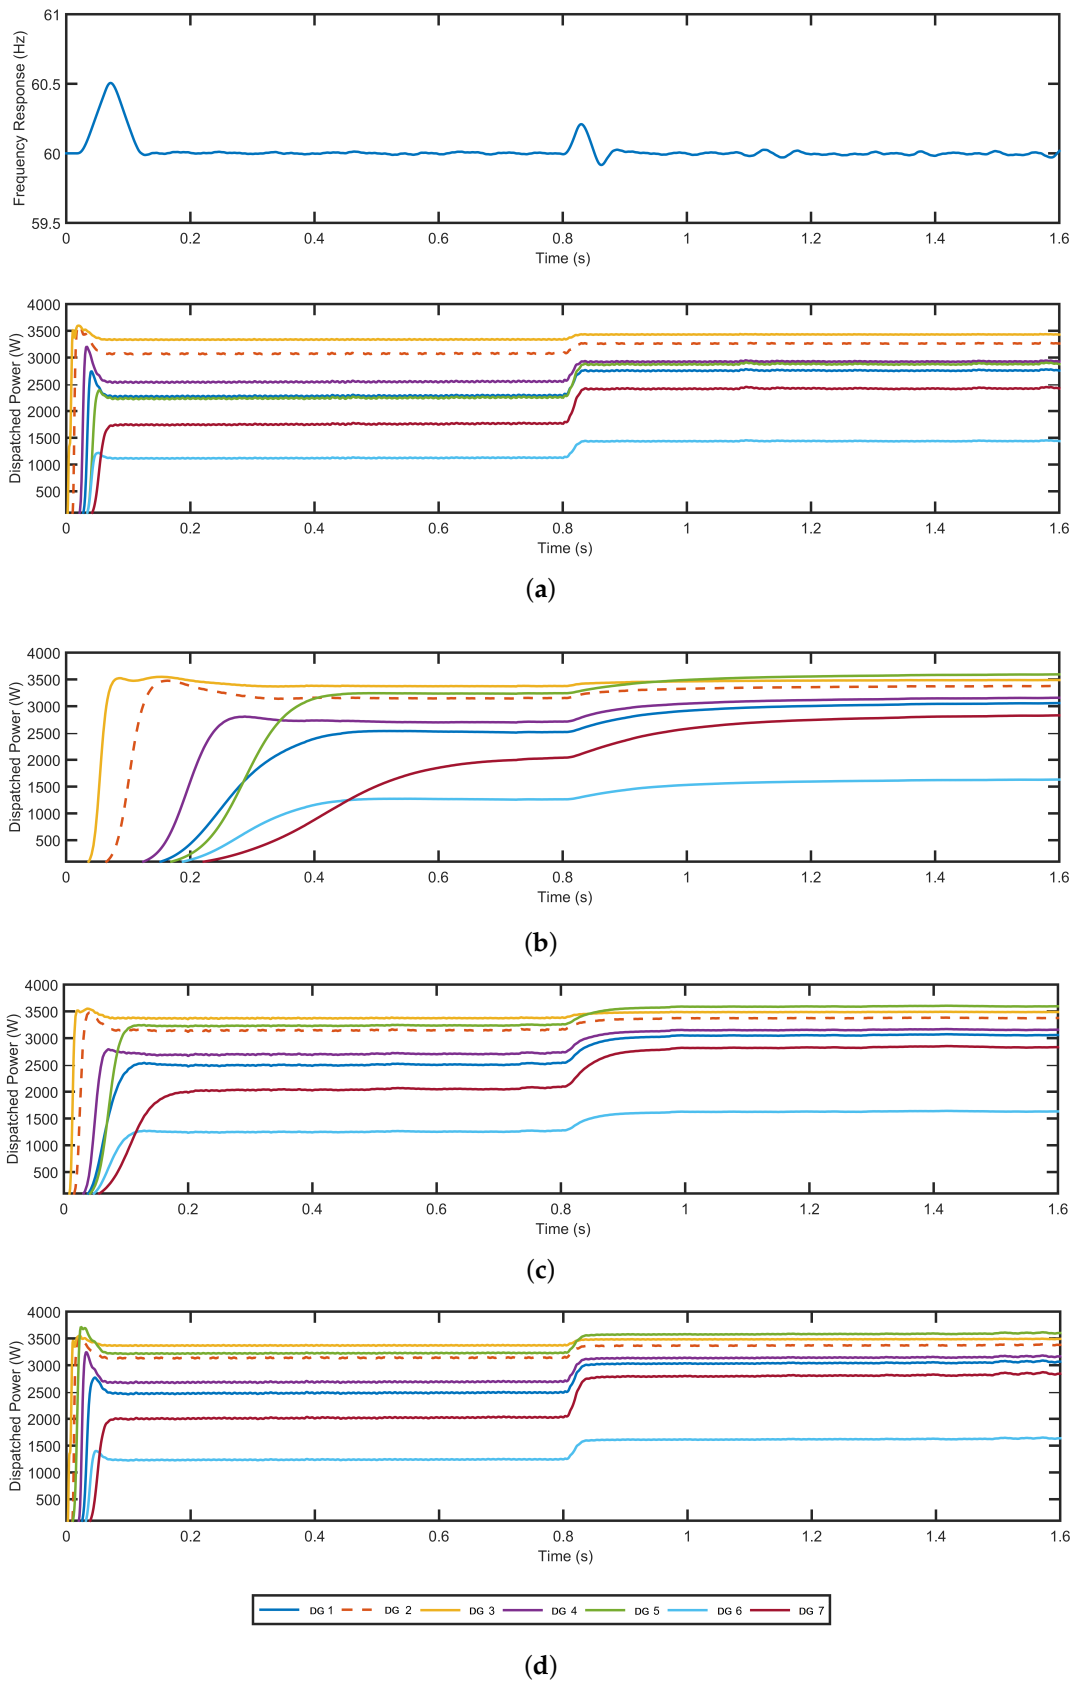 61
60.5
60
59.5
Frequency Response (Hz)
0 0.2 0.4 0.6 0.8 1 1.2 1.4 1.6
Time (s)
4000
3500
3000
2500
2000
1500
1000
500
Dispatched Power (W)
0 0.2 0.4 0.6 0.8 1 1.2 1.4 1.6
Time (s)
(a)
4000
3500
3000
2500
2000
1500
1000
500
Dispatched Power (W)
0 0.2 0.4 0.6 0.8 1 1.2 1.4 1.6
Time (s)
(b)
4000
3500
3000
2500
2000
1500
1000
500
Dispatched Power (W)
0 0.2 0.4 0.6 0.8 1 1.2 1.4 1.6
Time (s)
(c)
4000
3500
3000
2500
2000
1500
1000
500
Dispatched Power (W)
0 0.2 0.4 0.6 0.8 1 1.2 1.4 1.6
Time (s)
DG 1 DG 2 DG 3 DG 4 DG 5 DG 6 DG 7
(d)